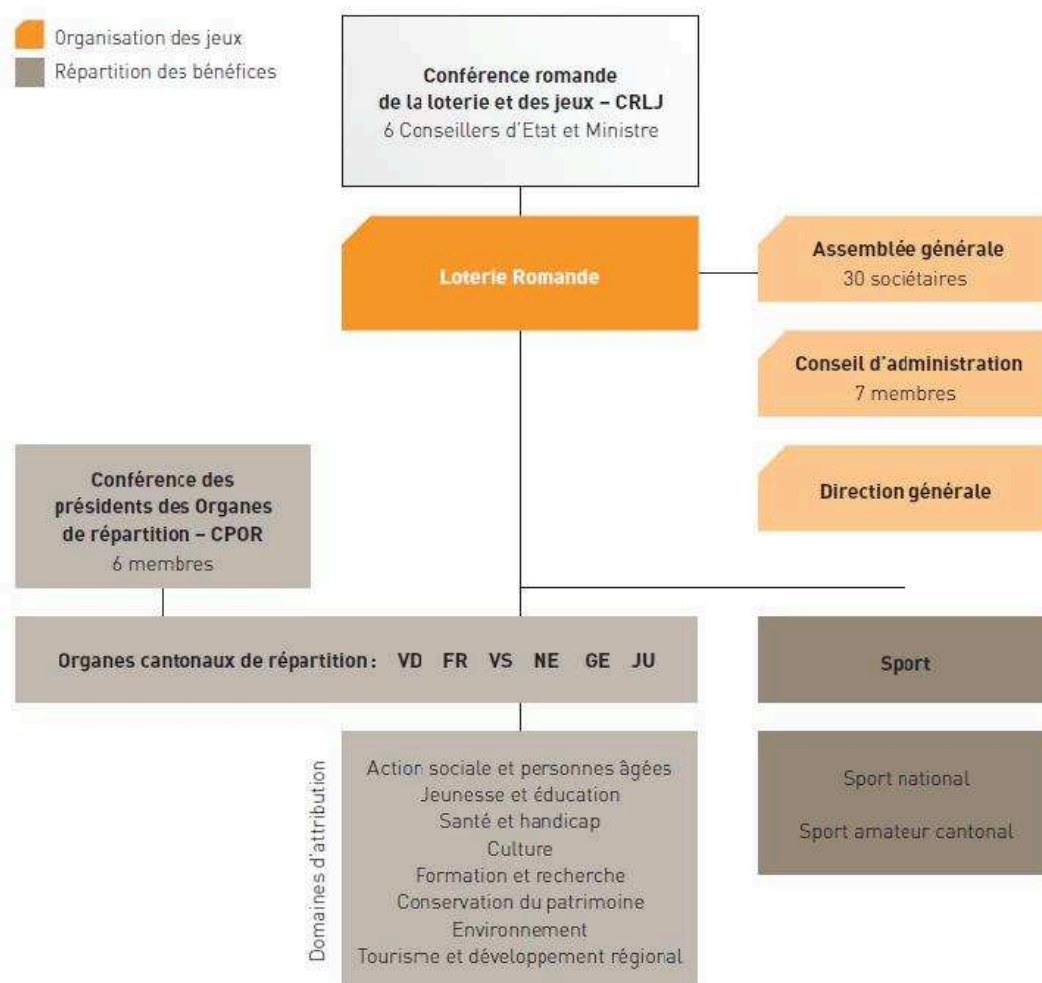 Organisation des jeux
Répartition des bénéfices
Conférence romande
de la loterie et des jeux – CRLJ
6 Conseillers d'Etat et Ministre
Loterie Romande
Assemblée générale
30 sociétaires
Conseil d'administration
7 membres
Direction générale
Conférence des
présidents des Organes
de répartition – CPOR
6 membres
Organes cantonaux de répartition : VD FR VS NE GE JU
Sport
Domaines d'attribution
Action sociale et personnes âgées
Jeunesse et éducation
Santé et handicap
Culture
Formation et recherche
Conservation du patrimoine
Environnement
Tourisme et développement régional
Sport national
Sport amateur cantonal